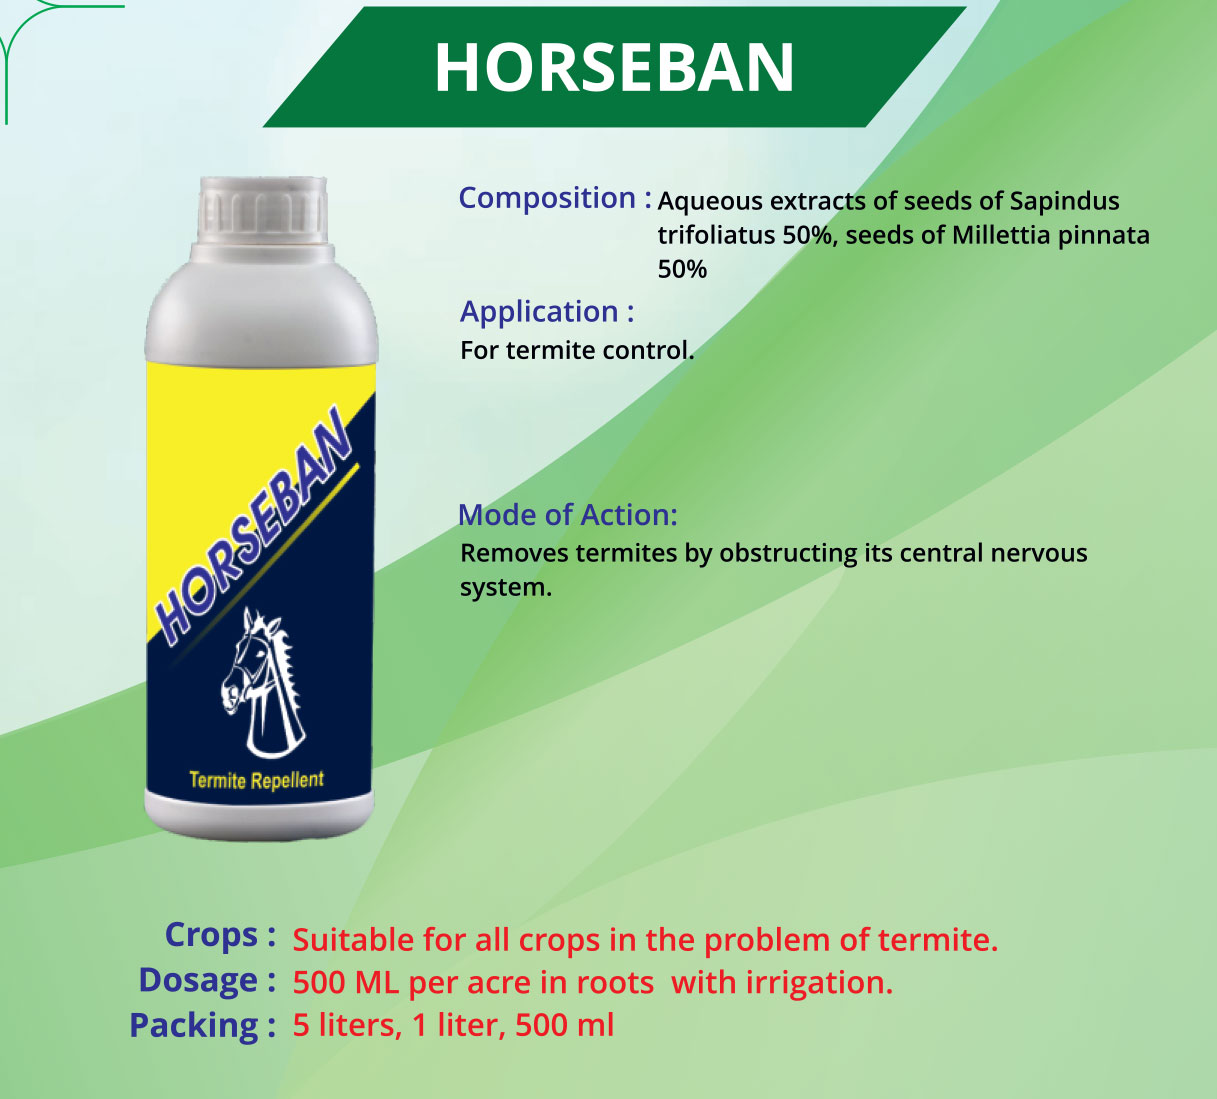 HORSEBAN
Composition : Aqueous extracts of seeds of Sapindus
trifoliatus 50%, seeds of Millettia pinnata
50%
Application :
For termite control.
HORSEBAN
Termite Repellent
Mode of Action:
Removes termites by obstructing its central nervous
system.
Crops : Suitable for all crops in the problem of termite.
Dosage : 500 ML per acre in roots with irrigation.
Packing : 5 liters, 1 liter, 500 ml